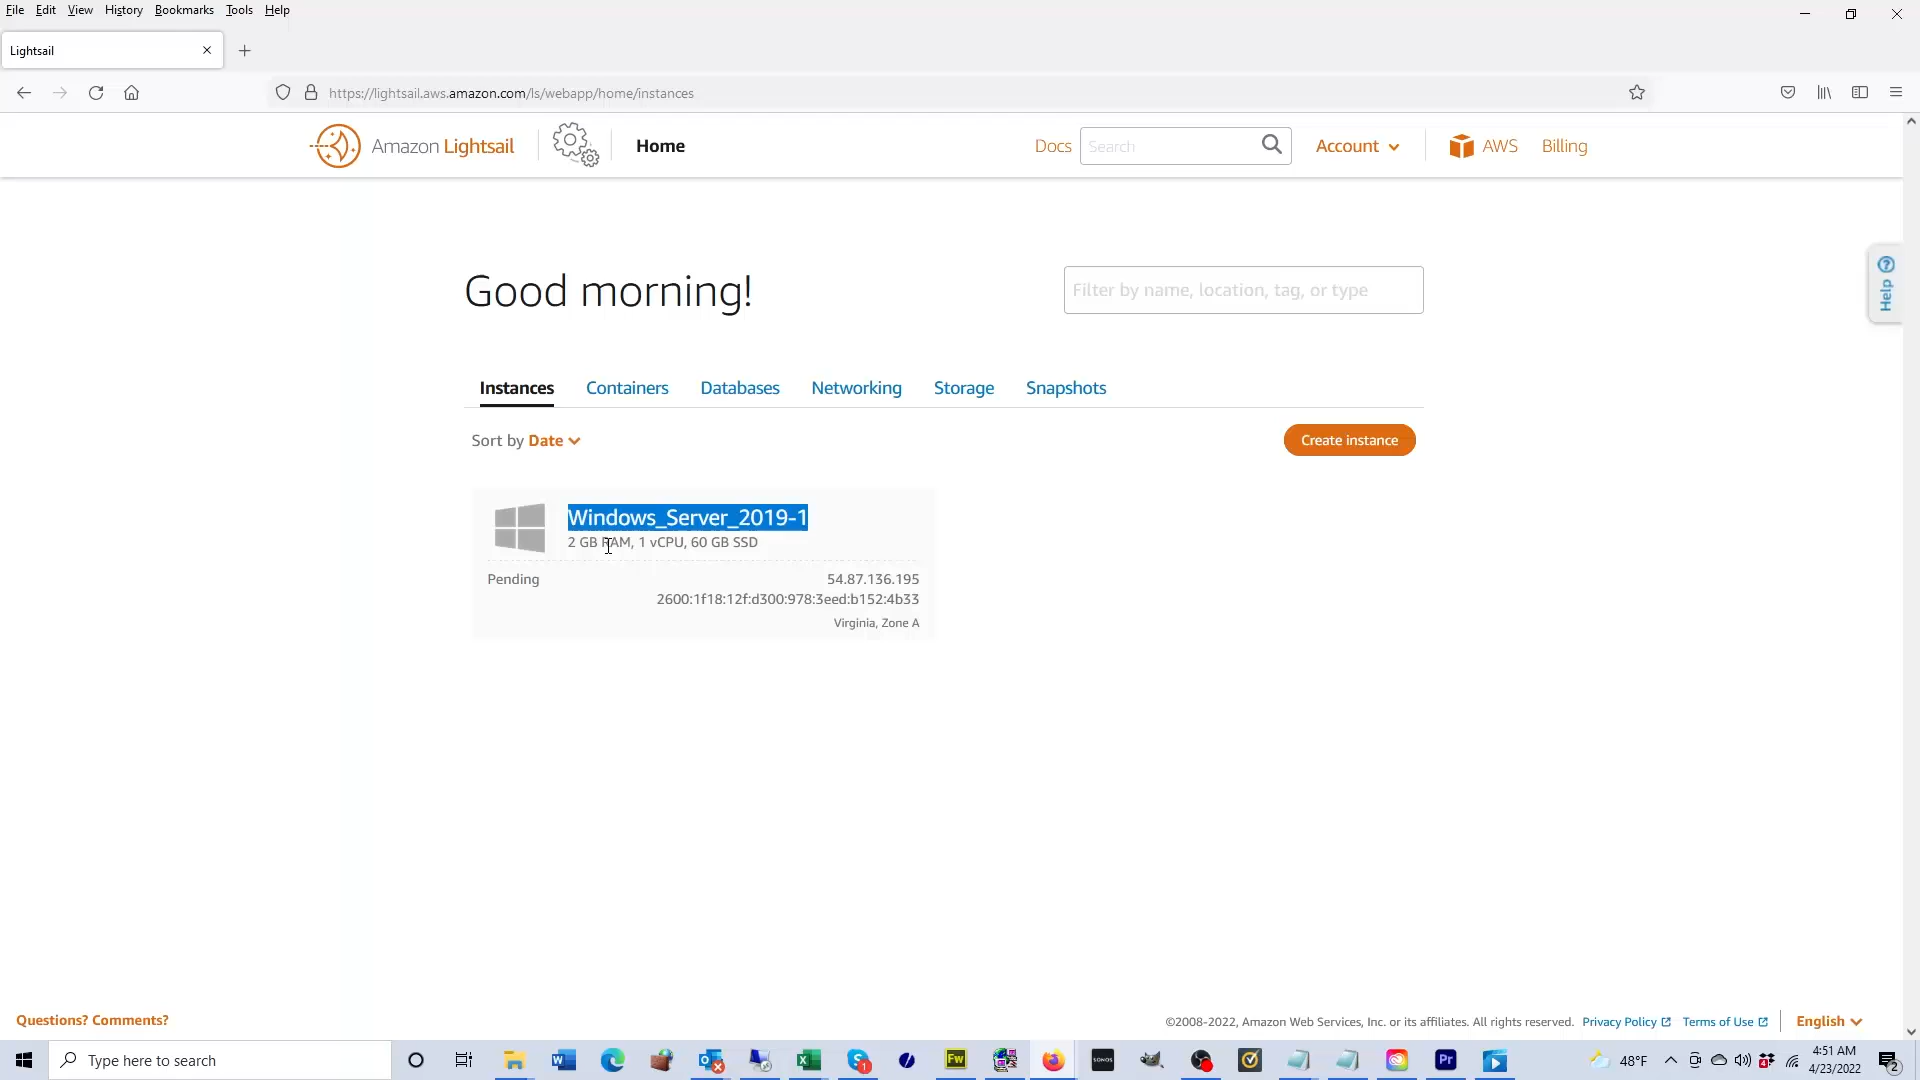 File Edit View History Bookmarks Tools Help
Lightsail
https://lightsail.aws.amazon.com/ls/webapp/home/instances
Amazon Lightsail Home Docs Search Account AWS Billing
Help
Good morning! Filter by name, location, tag, or type
Instances Containers Databases Networking Storage Snapshots
Sort by Date Create instance
Windows_Server_2019-1
2 GB RAM, 1 vCPU, 60 GB SSD
Pending 54.87.136.195
2600:1f18:12f:d300:978:3eed:b152:4b33
Virginia, Zone A
Questions? Comments? ©2008-2022, Amazon Web Services, Inc. or its affiliates. All rights reserved. Privacy Policy Terms of Use English
Type here to search Fw SONOS Pr 48°F 4:51 AM
4/23/2022 2